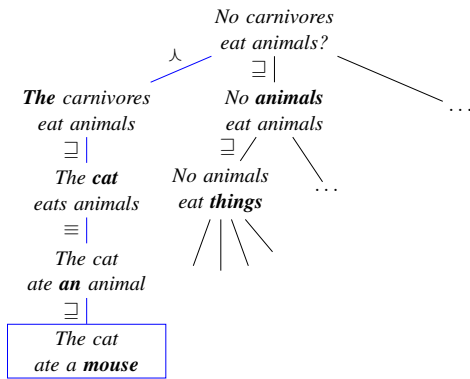 No carnivores
eat animals?
⋏
⊒
The carnivores
eat animals
No animals
eat animals
. . .
⊒
⊒
The cat
eats animals
No animals
eat things
. . .
≡
The cat
ate an animal
⊒
The cat
ate a mouse